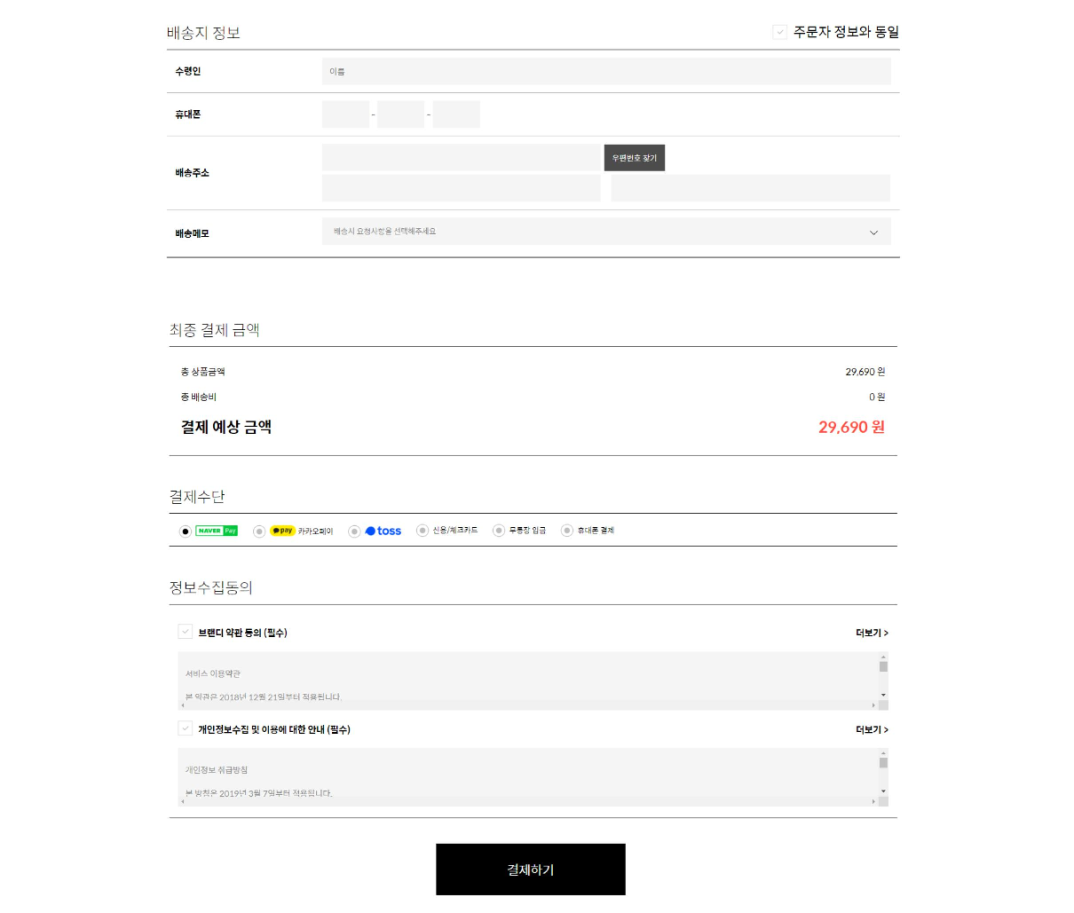 배송지 정보
주문자 정보와 동일
수령인
이름
휴대폰
- -
배송주소
우편번호 찾기
배송메모
배송시 요청사항을 선택해주세요
최종 결제 금액
총 상품금액
29,690 원
총 배송비
0 원
결제 예상 금액
29,690 원
결제수단
NAVER Pay
pay 카카오페이
toss
신용/체크카드
무통장 입금
휴대폰 결제
정보수집동의
브랜디 약관 동의 (필수)
더보기 >
서비스 이용약관
본 약관은 2018년 12월 21일부터 적용됩니다.
개인정보수집 및 이용에 대한 안내 (필수)
더보기 >
개인정보 취급방침
본 방침은 2019년 3월 7일부터 적용됩니다.
결제하기